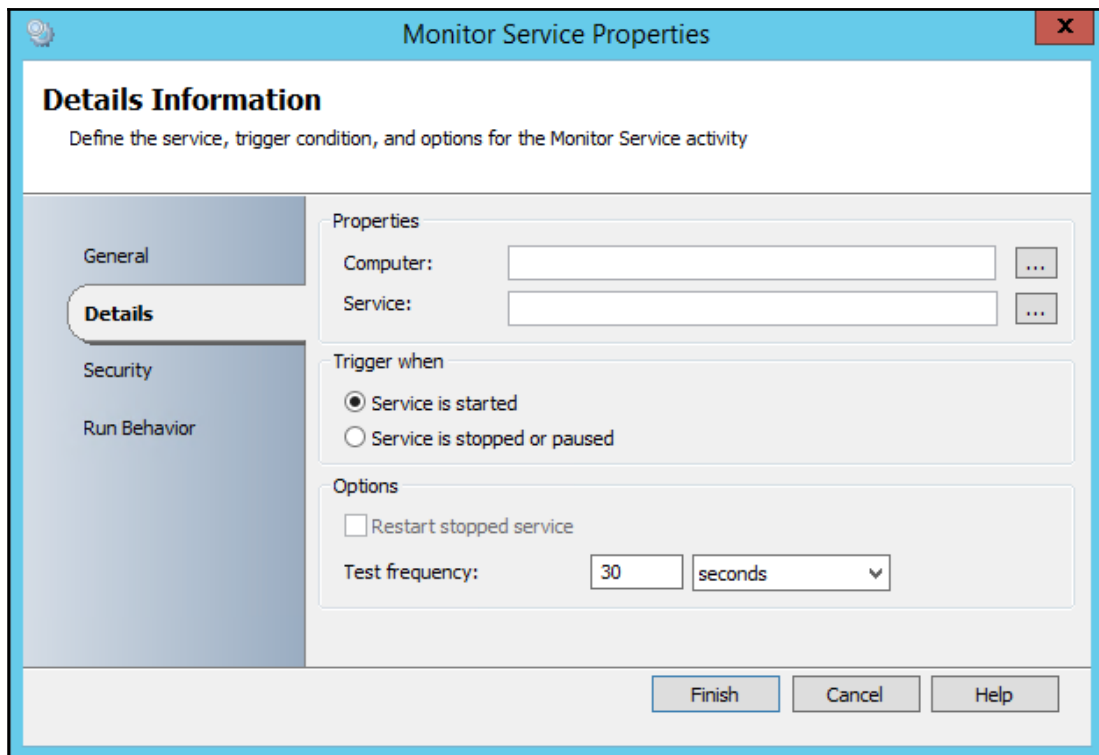 Monitor Service Properties
x
Details Information
Define the service, trigger condition, and options for the Monitor Service activity
General
Details
Security
Run Behavior
Properties
Computer:
...
Service:
...
Trigger when
Service is started
Service is stopped or paused
Options
Restart stopped service
Test frequency: 30 seconds
Finish Cancel Help